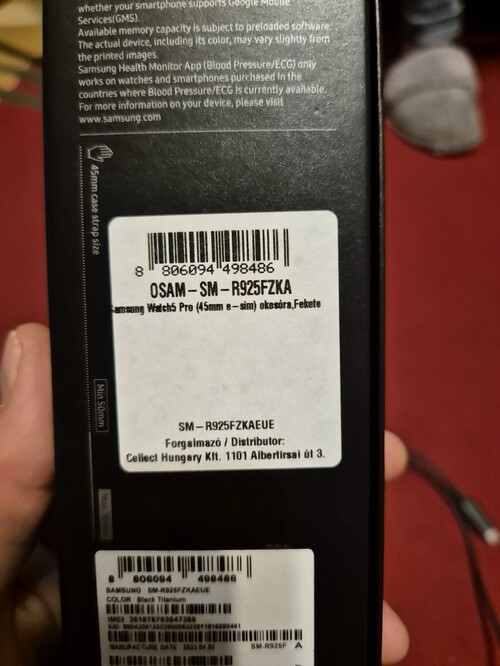 whether your smartphone supports Google Mobile
Services(GMS).
Available memory capacity is subject to preloaded software.
The actual device, including its color, may vary slightly from
the printed images.
Samsung Health Monitor App (Blood Pressure/ECG) only
works on watches and smartphones purchased in the
countries where Blood Pressure/ECG is currently available.
For more information on your device, please visit
www.samsung.com
45mm case strap size
Min 50mm
8 806094 498486
OSAM-SM-R925FZKA
Samsung Watch5 Pro (45mm e-sim) okosóra,Fekete
SM-R925FZKAEUE
Forgalmazó / Distributor:
Cellect Hungary Kft. 1101 Albertirsai út 3.
8 806094 498486
SAMSUNG SM-R925FZKAEUE
COLOR : Black Titanium
IMEI:
EID:
MANUFACTURE DATE
SM-R925F A